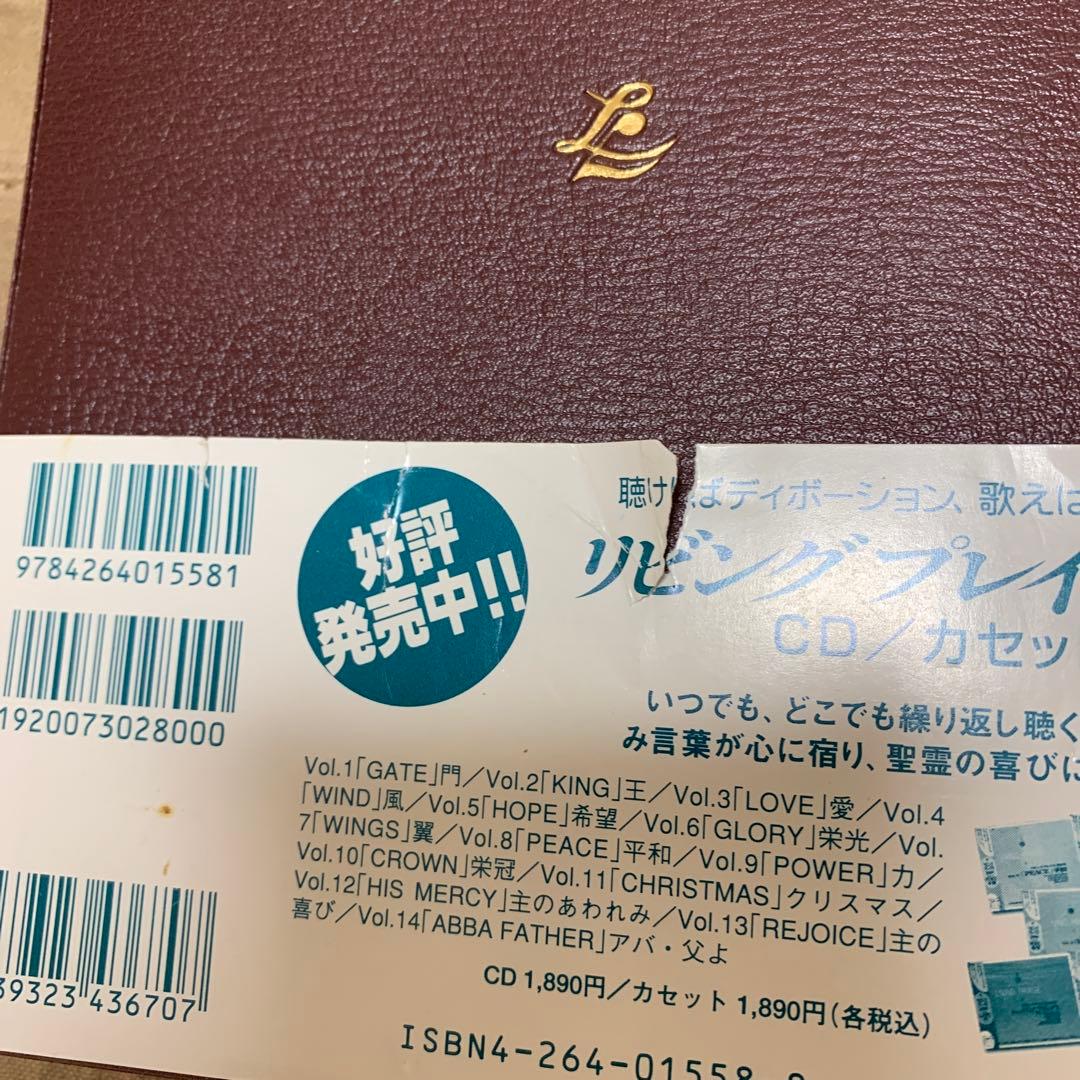 9784264015581
1920073028000
39323 436707
好評
発売中!!
聴け ばディボーション、歌えは
リビングプレイ
CD/カセッ
いつでも、どこでも繰り返し聴く
み言葉が心に宿り、聖霊の喜びに
Vol.1「GATE」門/Vol.2「KING」王/Vol.3「LOVE」愛/Vol.4
「WIND」風/Vol.5「HOPE」希望/Vol.6「GLORY」栄光/Vol.
7「WINGS」翼/Vol.8「PEACE」平和/Vol.9「POWER」力/
Vol.10「CROWN」栄冠/Vol.11「CHRISTMAS」クリスマス/
Vol.12「HIS MERCY」主のあわれみ/Vol.13「REJOICE」主の
喜び/Vol.14「ABBA FATHER」アバ・父よ
CD 1,890円/カセット 1,890円(各税込)
ISBN4-264-01558